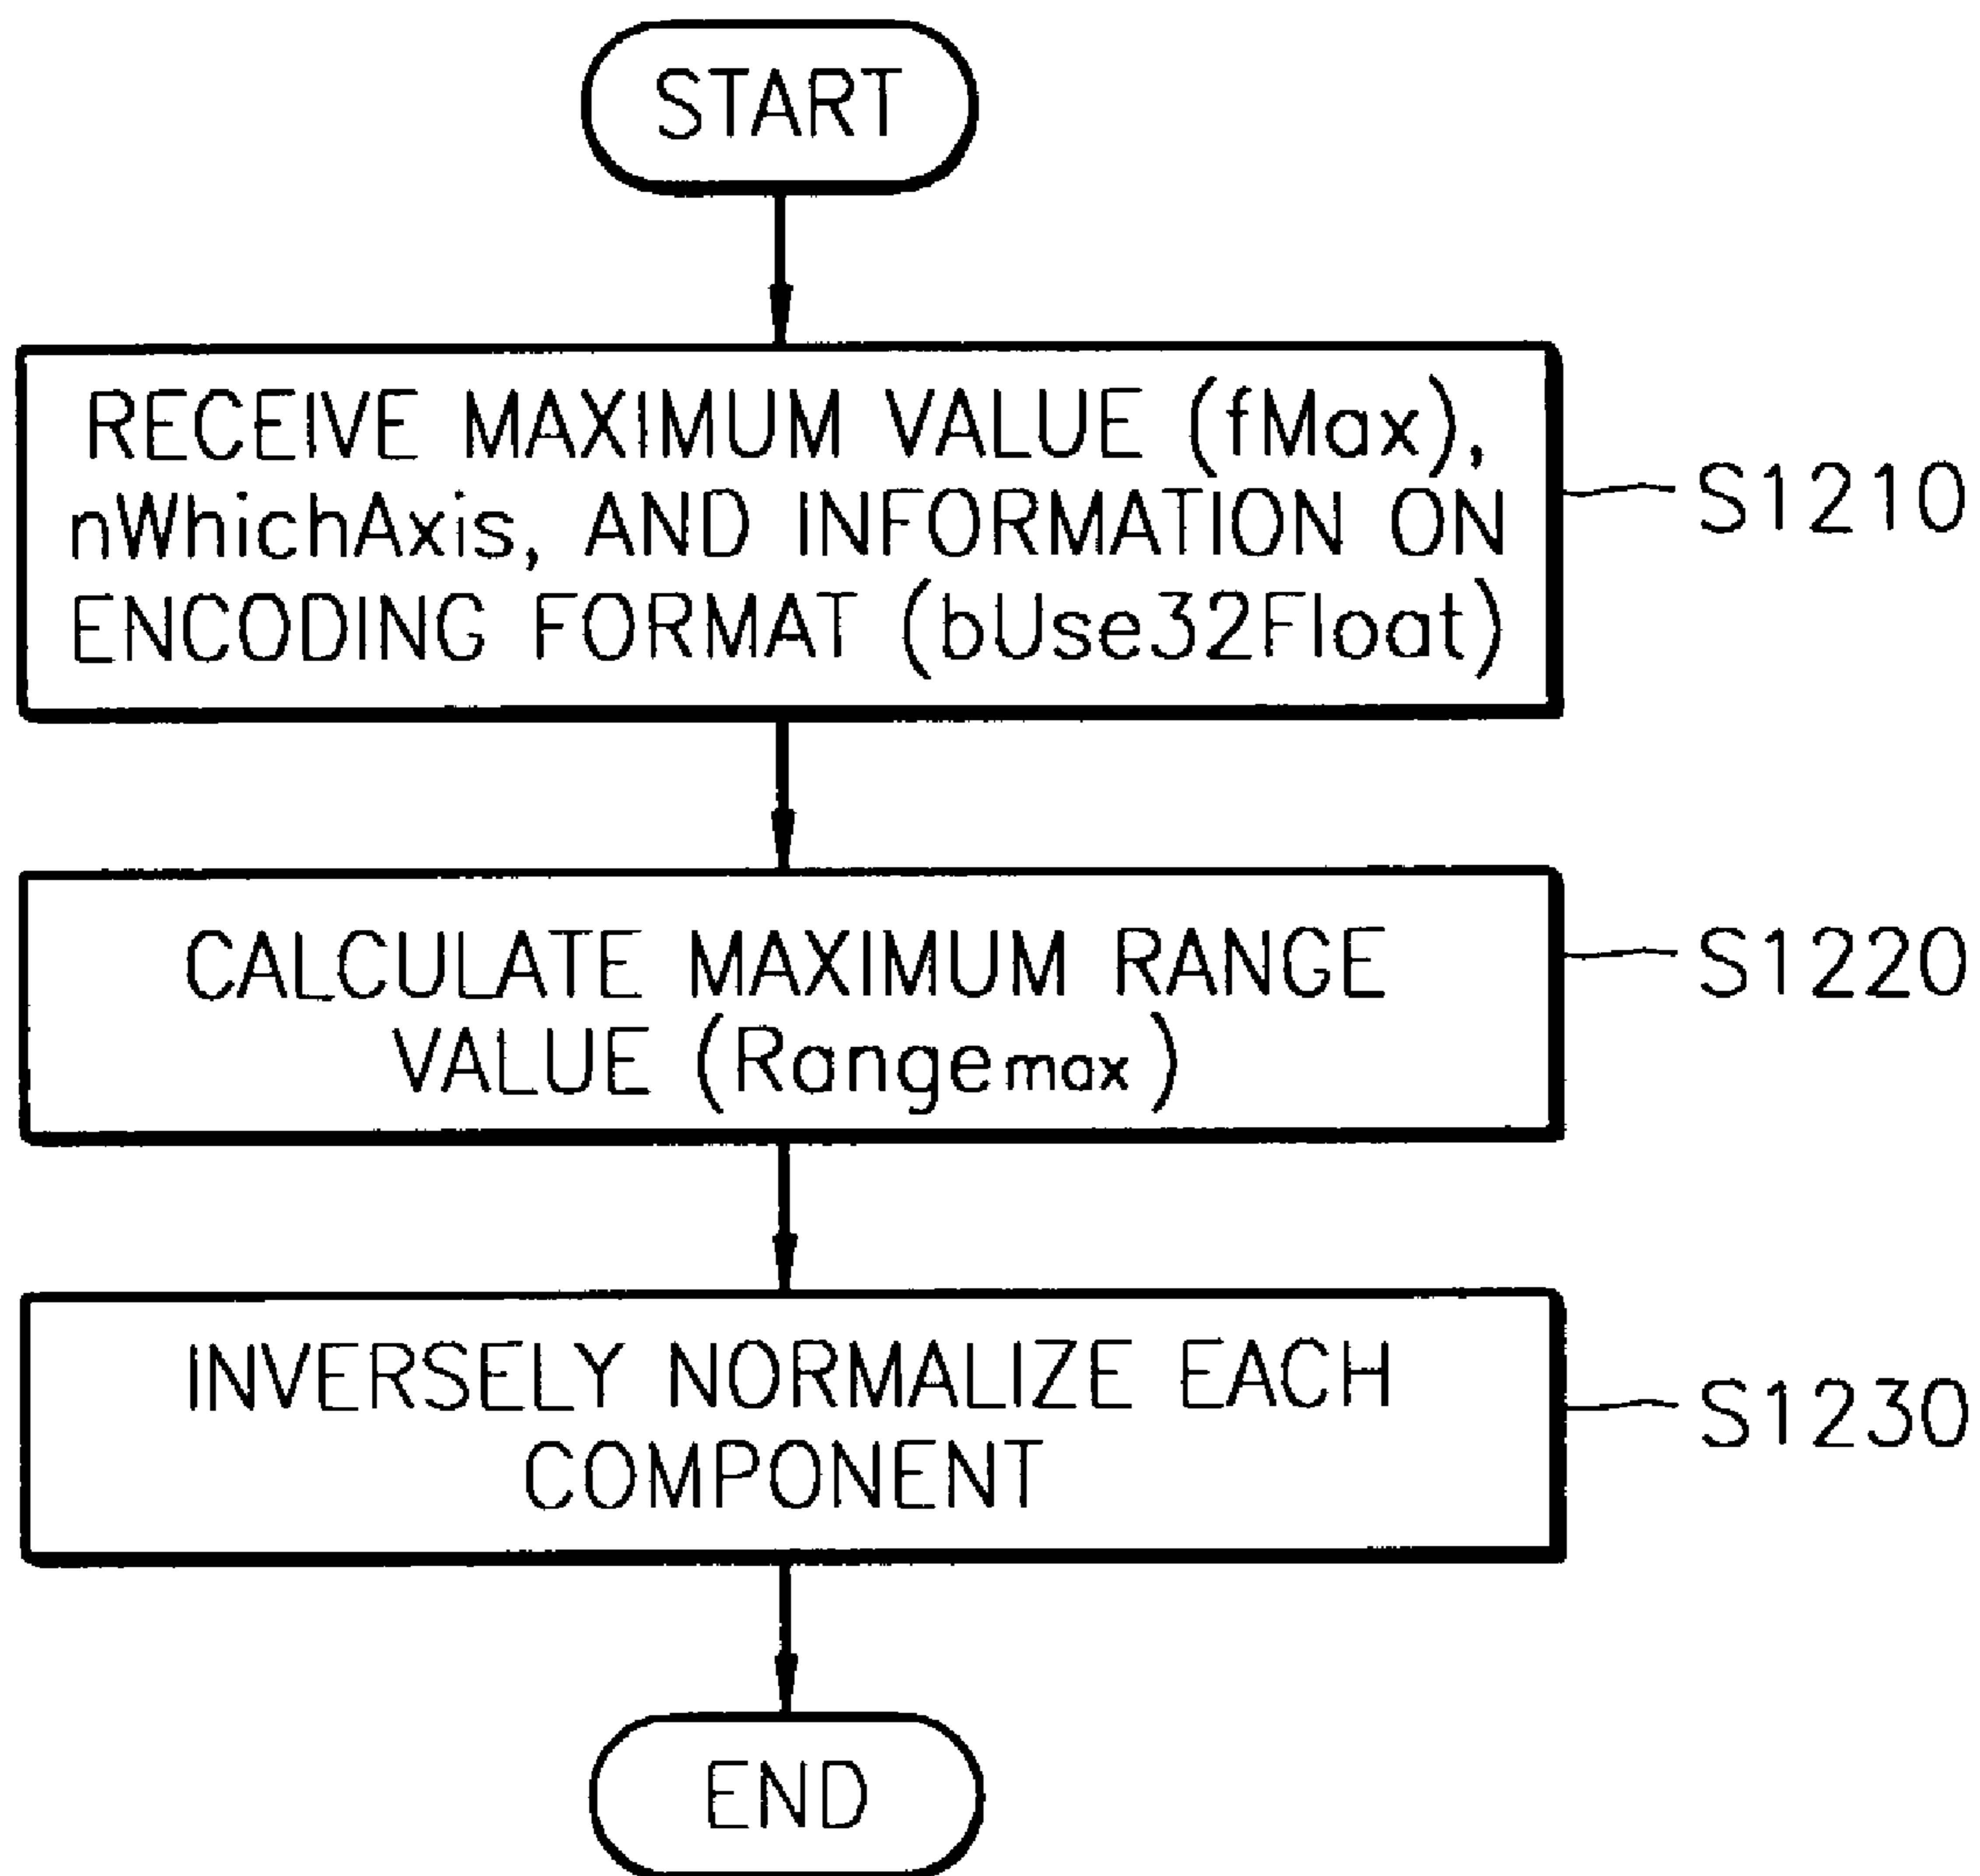 START
RECEIVE MAXIMUM VALUE (fMax),
nWhichAxis, AND INFORMATION ON
ENCODING FORMAT (bUse32Float)
S1210
CALCULATE MAXIMUM RANGE
VALUE (Rangemax)
S1220
INVERSELY NORMALIZE EACH
COMPONENT
S1230
END